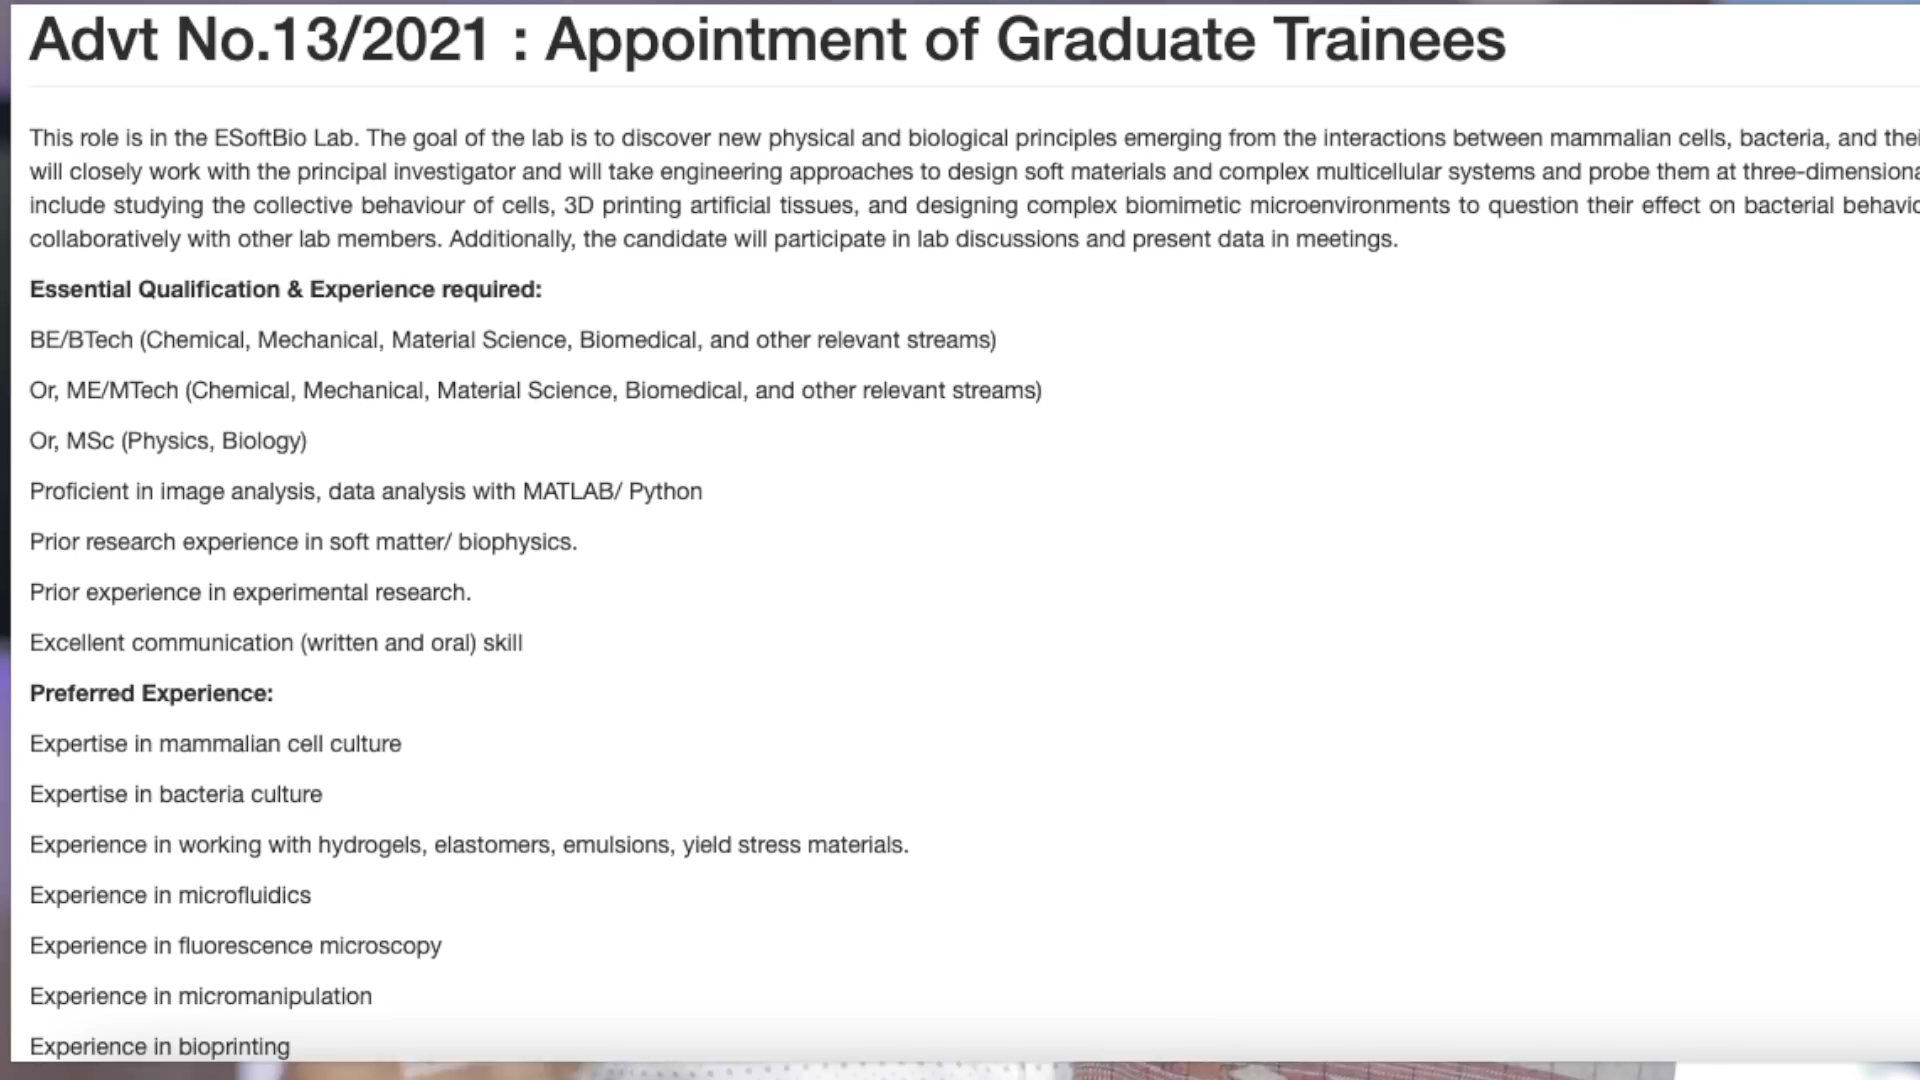 Advt No.13/2021 : Appointment of Graduate Trainees
This role is in the ESoftBio Lab. The goal of the lab is to discover new physical and biological principles emerging from the interactions between mammalian cells, bacteria, and
will closely work with the principal investigator and will take engineering approaches to design soft materials and complex multicellular systems and probe them at
include studying the collective behaviour of cells, 3D printing artificial tissues, and designing complex biomimetic microenvironments to question their effect on bacterial
collaboratively with other lab members. Additionally, the candidate will participate in lab discussions and present data in meetings.
Essential Qualification & Experience required:
BE/BTech (Chemical, Mechanical, Material Science, Biomedical, and other relevant streams)
Or, ME/MTech (Chemical, Mechanical, Material Science, Biomedical, and other relevant streams)
Or, MSc (Physics, Biology)
Proficient in image analysis, data analysis with MATLAB/ Python
Prior research experience in soft matter/ biophysics.
Prior experience in experimental research.
Excellent communication (written and oral) skill
Preferred Experience:
Expertise in mammalian cell culture
Expertise in bacteria culture
Experience in working with hydrogels, elastomers, emulsions, yield stress materials.
Experience in microfluidics
Experience in fluorescence microscopy
Experience in micromanipulation
Experience in bioprinting